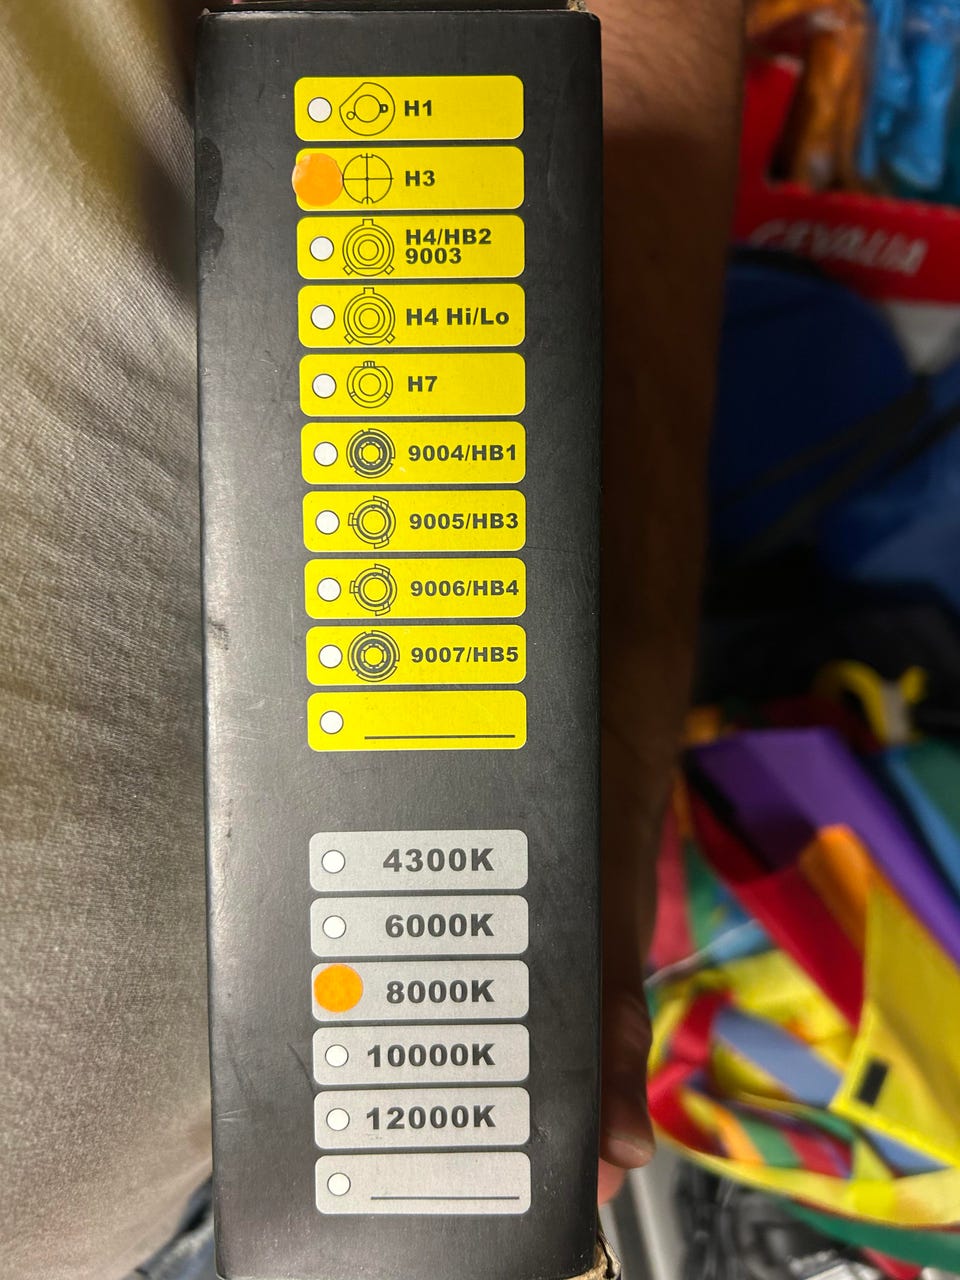 H1
H3
H4/HB2
9003
H4 Hi/Lo
H7
9004/HB1
9005/HB3
9006/HB4
9007/HB5
4300K
6000K
8000K
10000K
12000K
GEVALIA